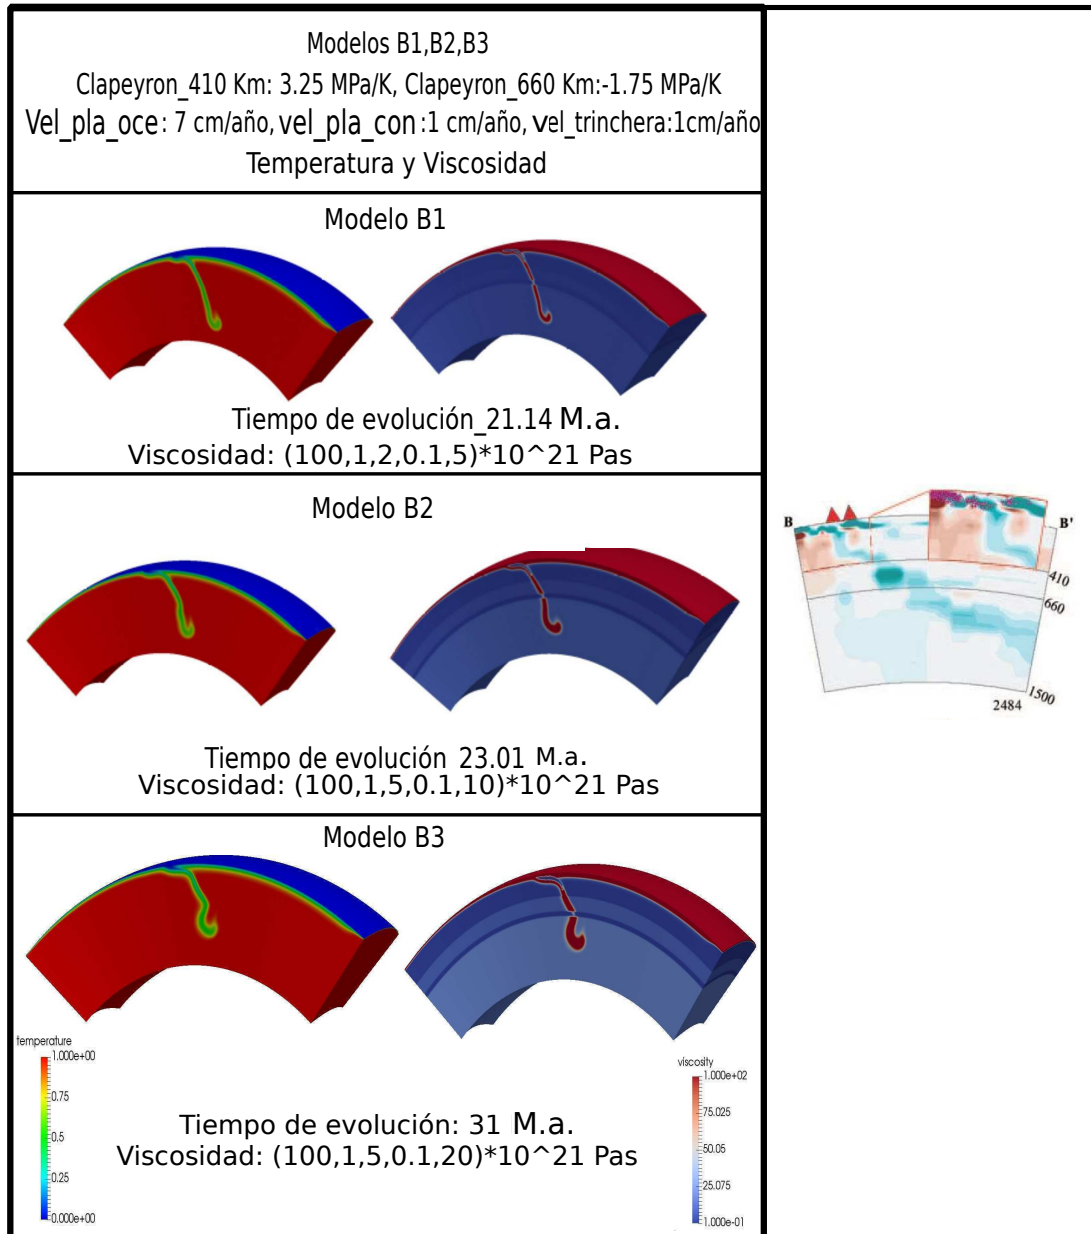 Modelos B1,B2,B3
Clapeyron_410 Km: 3.25 MPa/K, Clapeyron_660 Km:-1.75 MPa/K
Vel_pla_oce: 7 cm/año, vel_pla_con:1 cm/año, vel_trinchera:1cm/año
Temperatura y Viscosidad
Modelo B1
Tiempo de evolución_21.14 M.a.
Viscosidad: (100,1,2,0.1,5)*10^21 Pas
Modelo B2
Tiempo de evolución 23.01 M.a.
Viscosidad: (100,1,5,0.1,10)*10^21 Pas
Modelo B3
temperature
1.000e+00
0.75
0.5
0.25
0.000e+00
Tiempo de evolución: 31 M.a.
Viscosidad: (100,1,5,0.1,20)*10^21 Pas
viscosity
1.000e+02
75.025
50.05
25.075
1.000e-01
B
B'
410
660
1500
2484